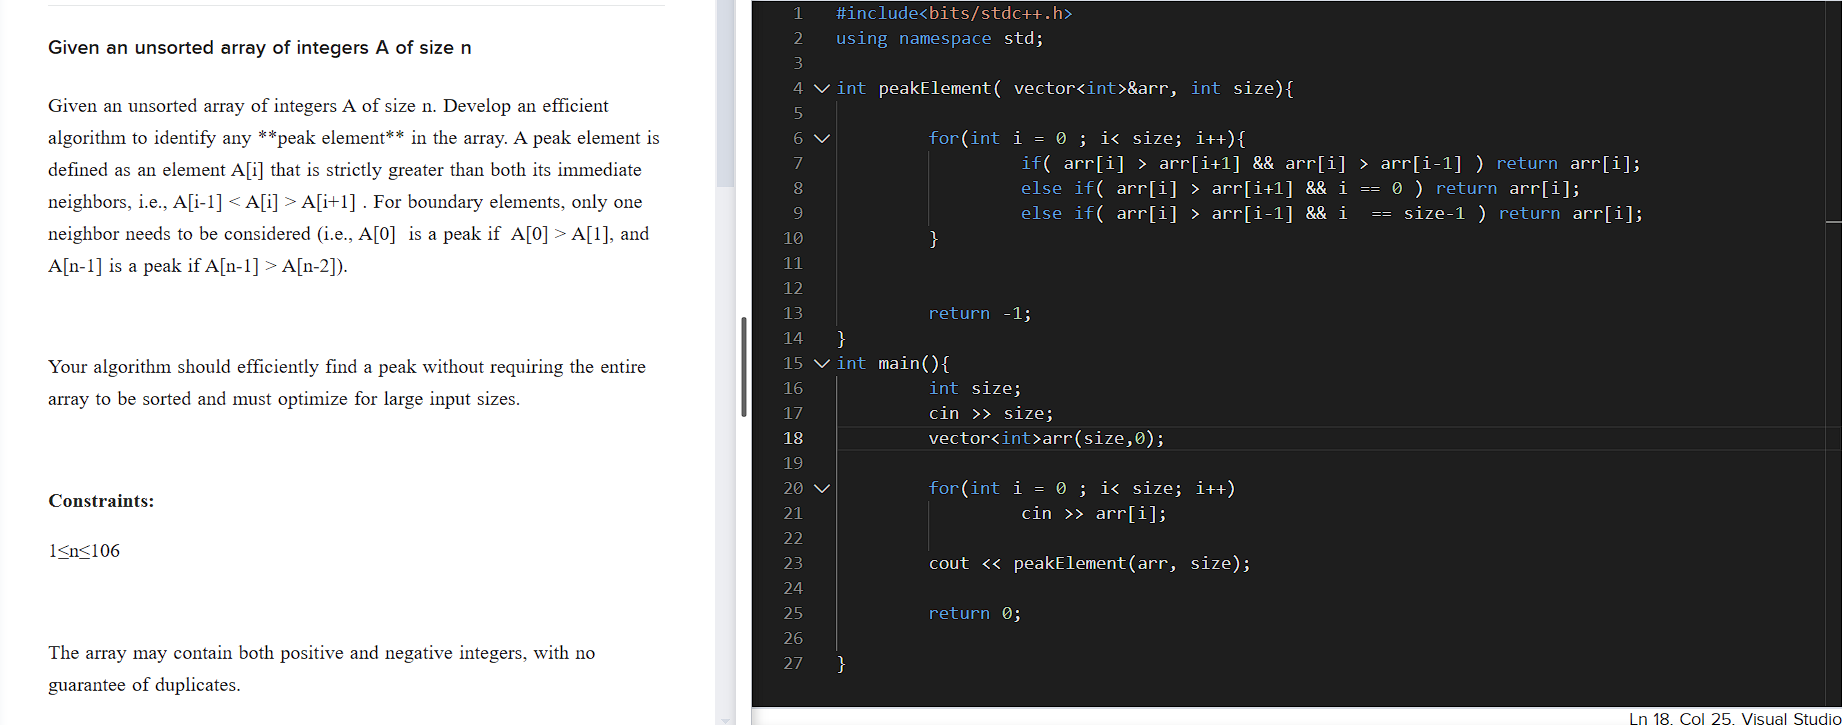 Given an unsorted array of integers A of size n
Given an unsorted array of integers A of size n. Develop an efficient
algorithm to identify any **peak element** in the array. A peak element is
defined as an element A[i] that is strictly greater than both its immediate
neighbors, i.e., A[i-1] < A[i] > A[i+1] . For boundary elements, only one
neighbor needs to be considered (i.e., A[0]  is a peak if  A[0] > A[1], and
A[n-1] is a peak if A[n-1] > A[n-2]).
Your algorithm should efficiently find a peak without requiring the entire
array to be sorted and must optimize for large input sizes.
Constraints:
1≤n≤106
The array may contain both positive and negative integers, with no
guarantee of duplicates.
1 #include<bits/stdc++.h>
2 using namespace std;
3
4 int peakElement( vector<int>&arr, int size){
5
6 for(int i = 0 ; i< size; i++){
7 if( arr[i] > arr[i+1] && arr[i] > arr[i-1] ) return arr[i];
8 else if( arr[i] > arr[i+1] && i == 0 ) return arr[i];
9 else if( arr[i] > arr[i-1] && i  == size-1 ) return arr[i];
10 }
11
12
13 return -1;
14 }
15 int main(){
16 int size;
17 cin >> size;
18 vector<int>arr(size,0);
19
20 for(int i = 0 ; i< size; i++)
21 cin >> arr[i];
22
23 cout << peakElement(arr, size);
24
25 return 0;
26
27 }
Ln 18, Col 25, Visual Studio